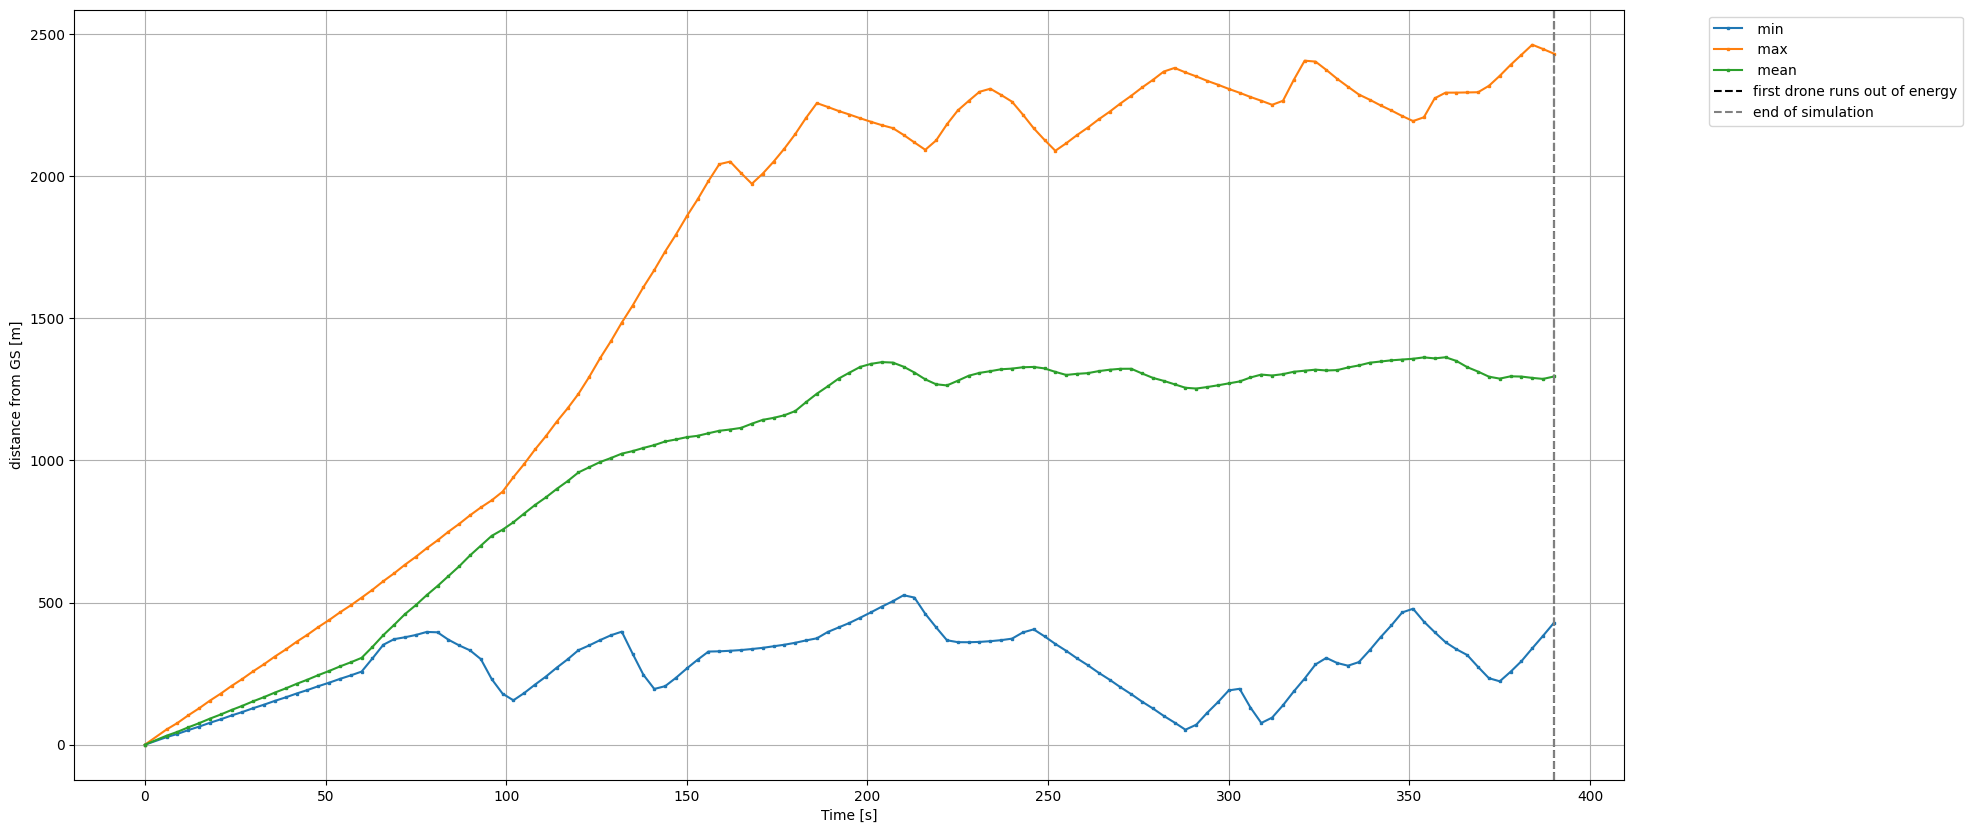 2500
2000
1500
1000
500
0
distance from GS [m]
0 50 100 150 200 250 300 350 400
Time [s]
min
max
mean
first drone runs out of energy
end of simulation